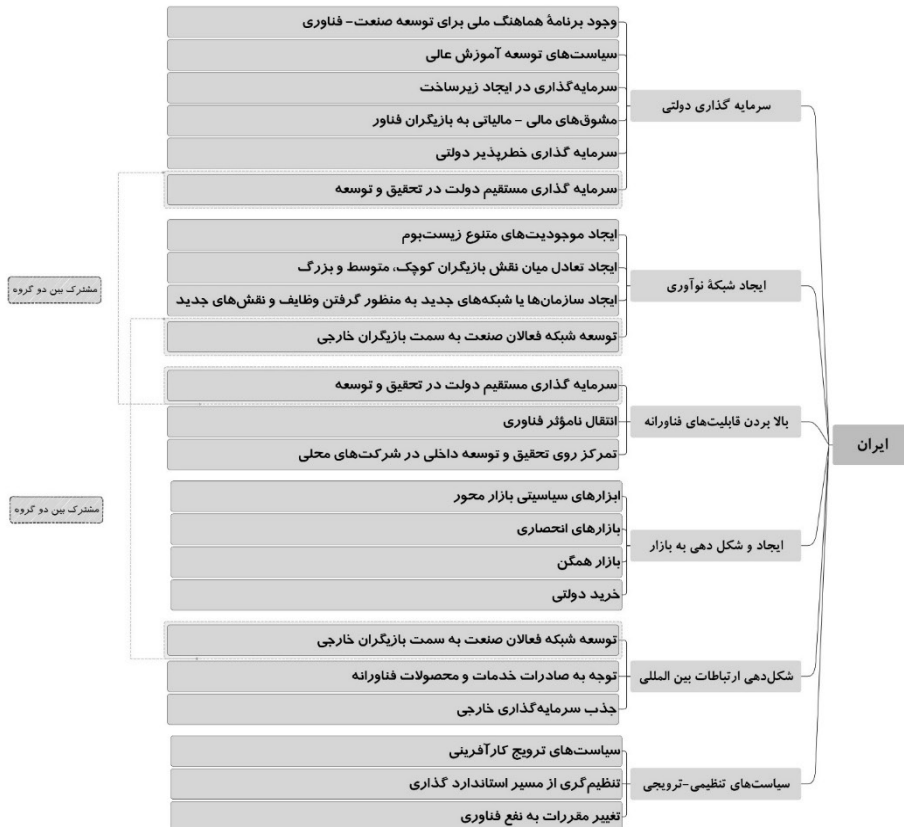 ایران
سرمایه گذاری دولتی
وجود برنامهٔ هماهنگ ملی برای توسعه صنعت- فناوری
سیاست‌های توسعه آموزش عالی
سرمایه‌گذاری در ایجاد زیرساخت
مشوق‌های مالی - مالیاتی به بازیگران فناور
سرمایه گذاری خطرپذیر دولتی
سرمایه گذاری مستقیم دولت در تحقیق و توسعه
ایجاد شبکهٔ نوآوری
ایجاد موجودیت‌های متنوع زیست‌بوم
ایجاد تعادل میان نقش بازیگران کوچک، متوسط و بزرگ
ایجاد سازمان‌ها یا شبکه‌های جدید به منظور گرفتن وظایف و نقش‌های جدید
توسعه شبکه فعالان صنعت به سمت بازیگران خارجی
مشترک بین دو گروه
بالا بردن قابلیت‌های فناورانه
سرمایه گذاری مستقیم دولت در تحقیق و توسعه
انتقال نامؤثر فناوری
تمرکز روی تحقیق و توسعه داخلی در شرکت‌های محلی
ایجاد و شکل دهی به بازار
ابزارهای سیاسیتی بازار محور
بازارهای انحصاری
بازار همگن
خرید دولتی
مشترک بین دو گروه
شکل‌دهی ارتباطات بین المللی
توسعه شبکه فعالان صنعت به سمت بازیگران خارجی
توجه به صادرات خدمات و محصولات فناورانه
جذب سرمایه‌گذاری خارجی
سیاست‌های تنظیمی-ترویجی
سیاست‌های ترویج کارآفرینی
تنظیم‌گری از مسیر استاندارد گذاری
تغییر مقررات به نفع فناوری